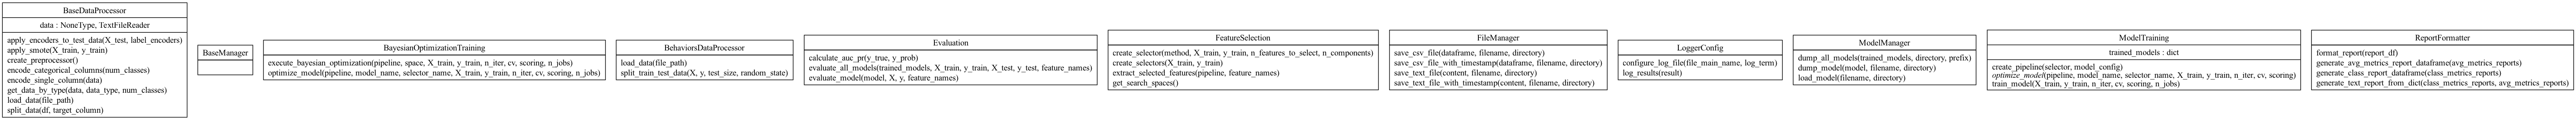 BaseDataProcessor
data : NoneType, TextFileReader
apply_encoders_to_test_data(X_test, label_encoders)
apply_smote(X_train, y_train)
create_preprocessor()
encode_categorical_columns(num_classes)
encode_single_column(data)
get_data_by_type(data, data_type, num_classes)
load_data(file_path)
split_data(df, target_column)
BaseManager
BayesianOptimizationTraining
execute_bayesian_optimization(pipeline, space, X_train, y_train, n_iter, cv, scoring, n_jobs)
optimize_model(pipeline, model_name, selector_name, X_train, y_train, n_iter, cv, scoring, n_jobs)
BehaviorsDataProcessor
load_data(file_path)
split_train_test_data(X, y, test_size, random_state)
Evaluation
calculate_auc_pr(y_true, y_prob)
evaluate_all_models(trained_models, X_train, y_train, X_test, y_test, feature_names)
evaluate_model(model, X, y, feature_names)
FeatureSelection
create_selector(method, X_train, y_train, n_features_to_select, n_components)
create_selectors(X_train, y_train)
extract_selected_features(pipeline, feature_names)
get_search_spaces()
FileManager
save_csv_file(dataframe, filename, directory)
save_csv_file_with_timestamp(dataframe, filename, directory)
save_text_file(content, filename, directory)
save_text_file_with_timestamp(content, filename, directory)
LoggerConfig
configure_log_file(file_main_name, log_term)
log_results(result)
ModelManager
dump_all_models(trained_models, directory, prefix)
dump_model(model, filename, directory)
load_model(filename, directory)
ModelTraining
trained_models : dict
create_pipeline(selector, model_config)
optimize_model(pipeline, model_name, selector_name, X_train, y_train, n_iter, cv, scoring)
train_model(X_train, y_train, n_iter, cv, scoring, n_jobs)
ReportFormatter
format_report(report_df)
generate_avg_metrics_report_dataframe(avg_metrics_reports)
generate_class_report_dataframe(class_metrics_reports)
generate_text_report_from_dict(class_metrics_reports, avg_metrics_reports)